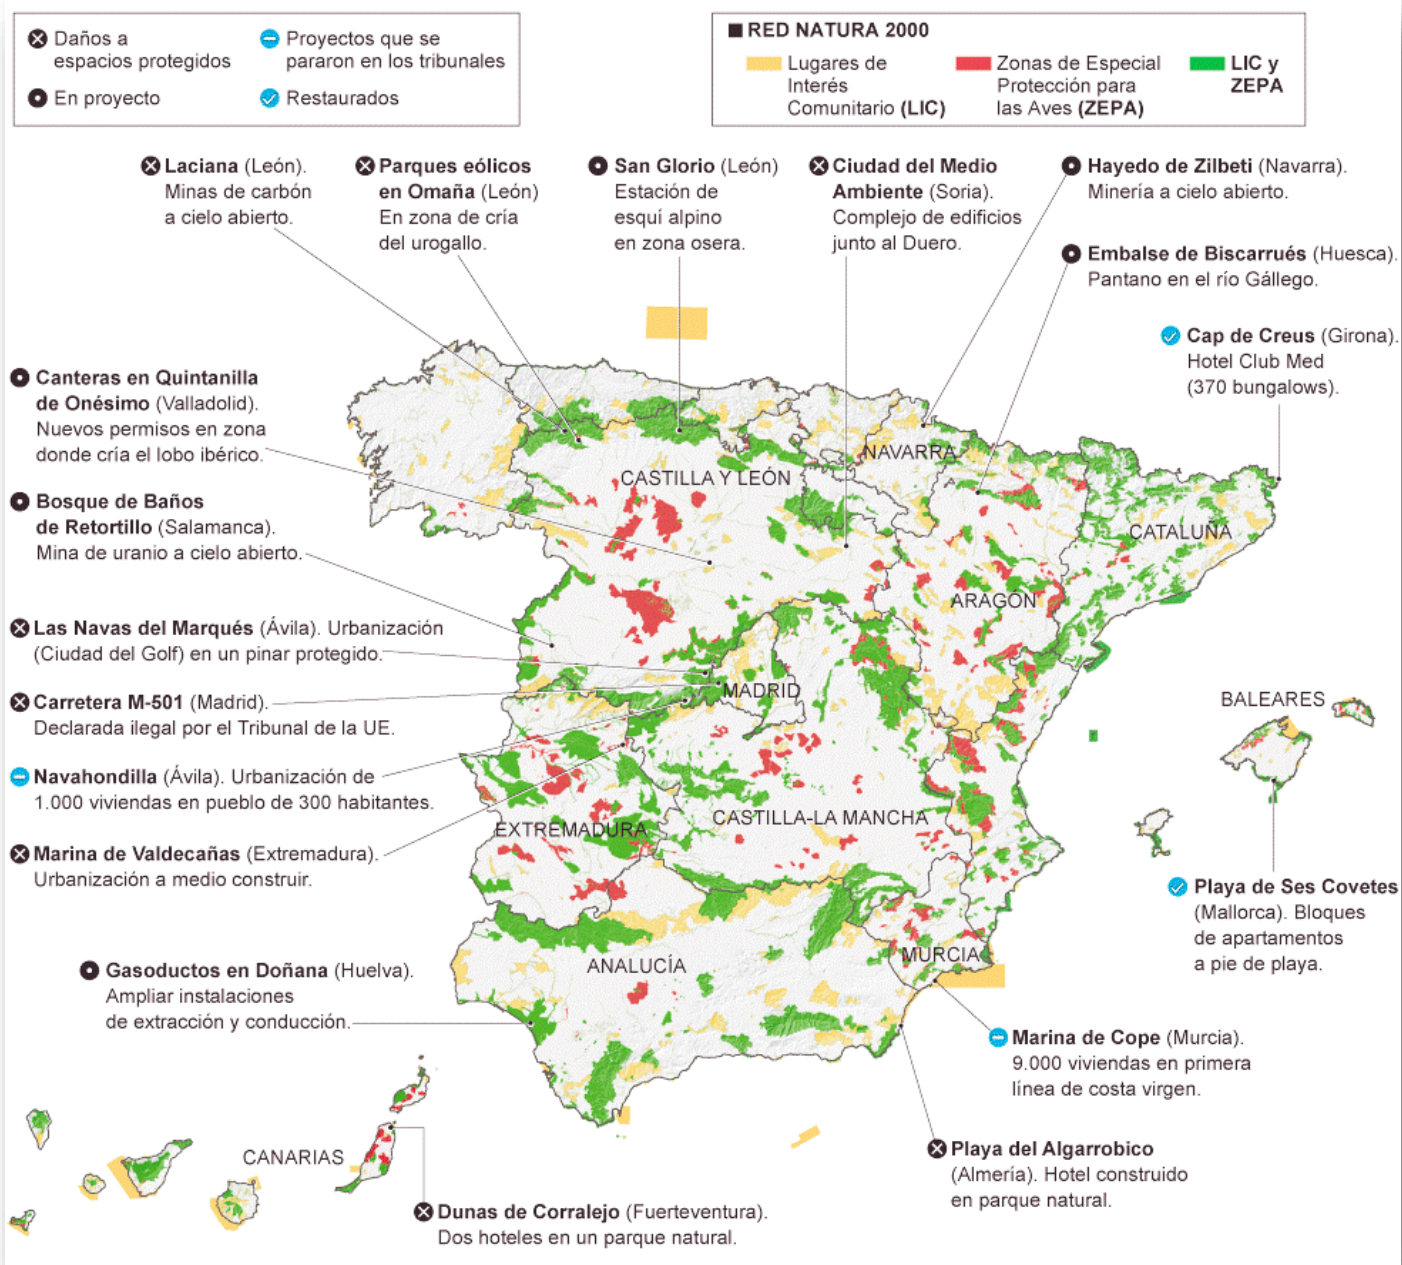 Daños a
espacios protegidos
Proyectos que se
pararon en los tribunales
En proyecto
Restaurados
RED NATURA 2000
Lugares de
Interés
Comunitario (LIC)
Zonas de Especial
Protección para
las Aves (ZEPA)
LIC y
ZEPA
Laciana (León).
Minas de carbón
a cielo abierto.
Parques eólicos
en Omaña (León)
En zona de cría
del urogallo.
San Glorio (León)
Estación de
esquí alpino
en zona osera.
Ciudad del Medio
Ambiente (Soria).
Complejo de edificios
junto al Duero.
Hayedo de Zilbeti (Navarra).
Minería a cielo abierto.
Embalse de Biscarrués (Huesca).
Pantano en el río Gállego.
Cap de Creus (Girona).
Hotel Club Med
(370 bungalows).
Canteras en Quintanilla
de Onésimo (Valladolid).
Nuevos permisos en zona
donde cría el lobo ibérico.
Bosque de Baños
de Retortillo (Salamanca).
Mina de uranio a cielo abierto.
Las Navas del Marqués (Ávila). Urbanización
(Ciudad del Golf) en un pinar protegido.
Carretera M-501 (Madrid).
Declarada ilegal por el Tribunal de la UE.
Navahondilla (Ávila). Urbanización de
1.000 viviendas en pueblo de 300 habitantes.
Marina de Valdecañas (Extremadura).
Urbanización a medio construir.
Gasoductos en Doñana (Huelva).
Ampliar instalaciones
de extracción y conducción.
NAVARRA
CASTILLA Y LEÓN
CATALUÑA
ARAGÓN
MADRID
BALEARES
CASTILLA-LA MANCHA
EXTREMADURA
MURCIA
ANALUCÍA
CANARIAS
Playa de Ses Covetes
(Mallorca). Bloques
de apartamentos
a pie de playa.
Marina de Cope (Murcia).
9.000 viviendas en primera
línea de costa virgen.
Playa del Algarrobico
(Almería). Hotel construido
en parque natural.
Dunas de Corralejo (Fuerteventura).
Dos hoteles en un parque natural.